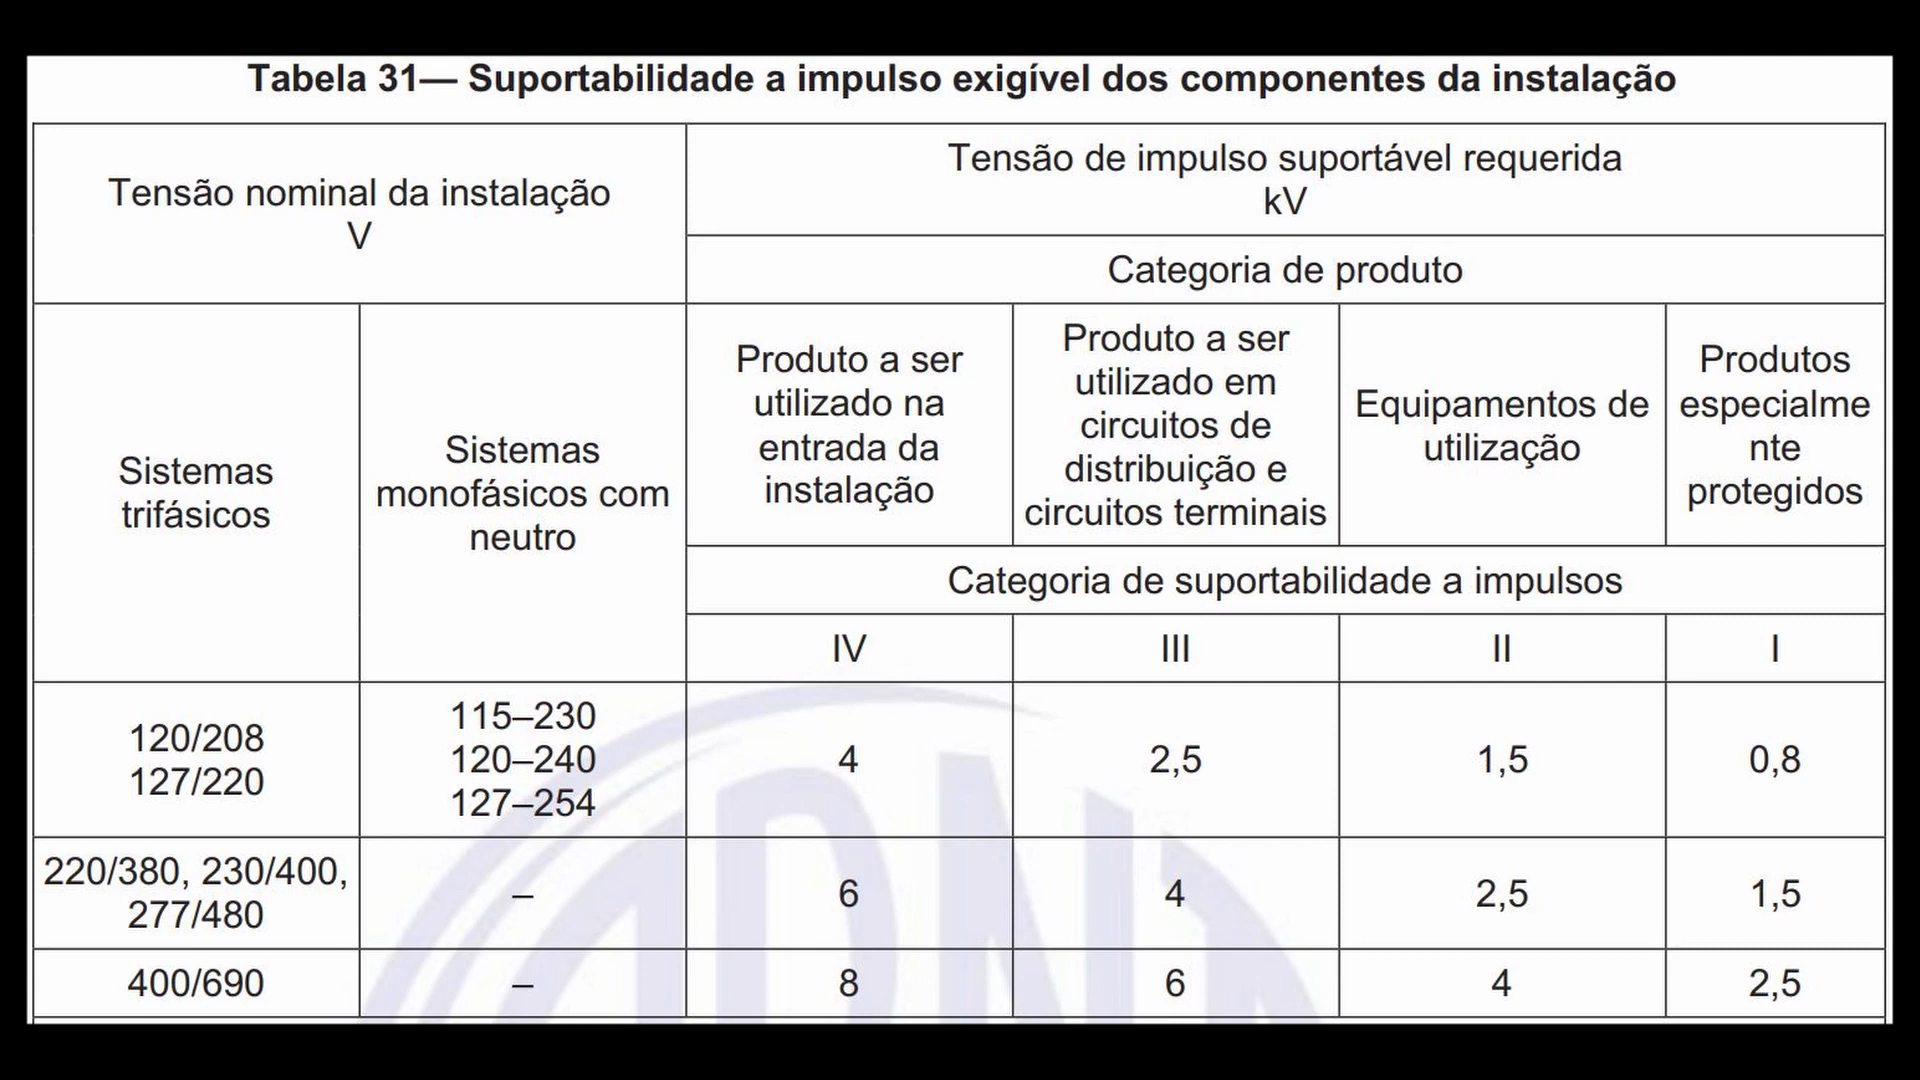 Tabela 31— Suportabilidade a impulso exigível dos componentes da instalação
Tensão nominal da instalação
V
Tensão de impulso suportável requerida
kV
Categoria de produto
Sistemas
trifásicos
Sistemas
monofásicos com
neutro
Produto a ser
utilizado na
entrada da
instalação
Produto a ser
utilizado em
circuitos de
distribuição e
circuitos terminais
Equipamentos de
utilização
Produtos
especialme
nte
protegidos
Categoria de suportabilidade a impulsos
IV
III
II
I
120/208
127/220
115–230
120–240
127–254
4
2,5
1,5
0,8
220/380, 230/400,
277/480
–
6
4
2,5
1,5
400/690
–
8
6
4
2,5